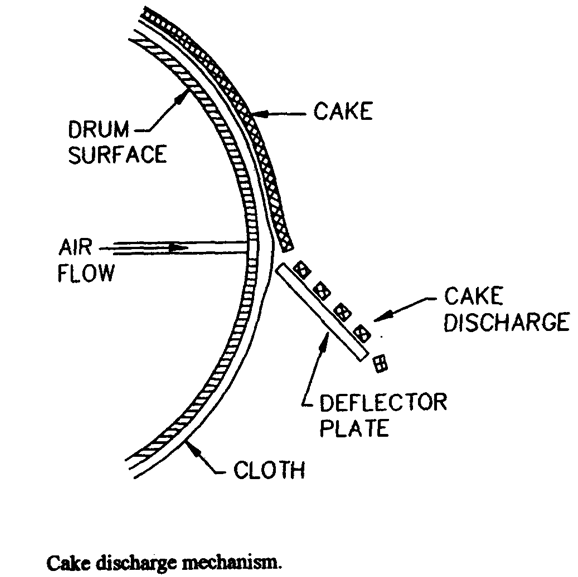 CAKE
DRUM
SURFACE
AIR
FLOW
CAKE
DISCHARGE
DEFLECTOR
PLATE
CLOTH
Cake discharge mechanism.